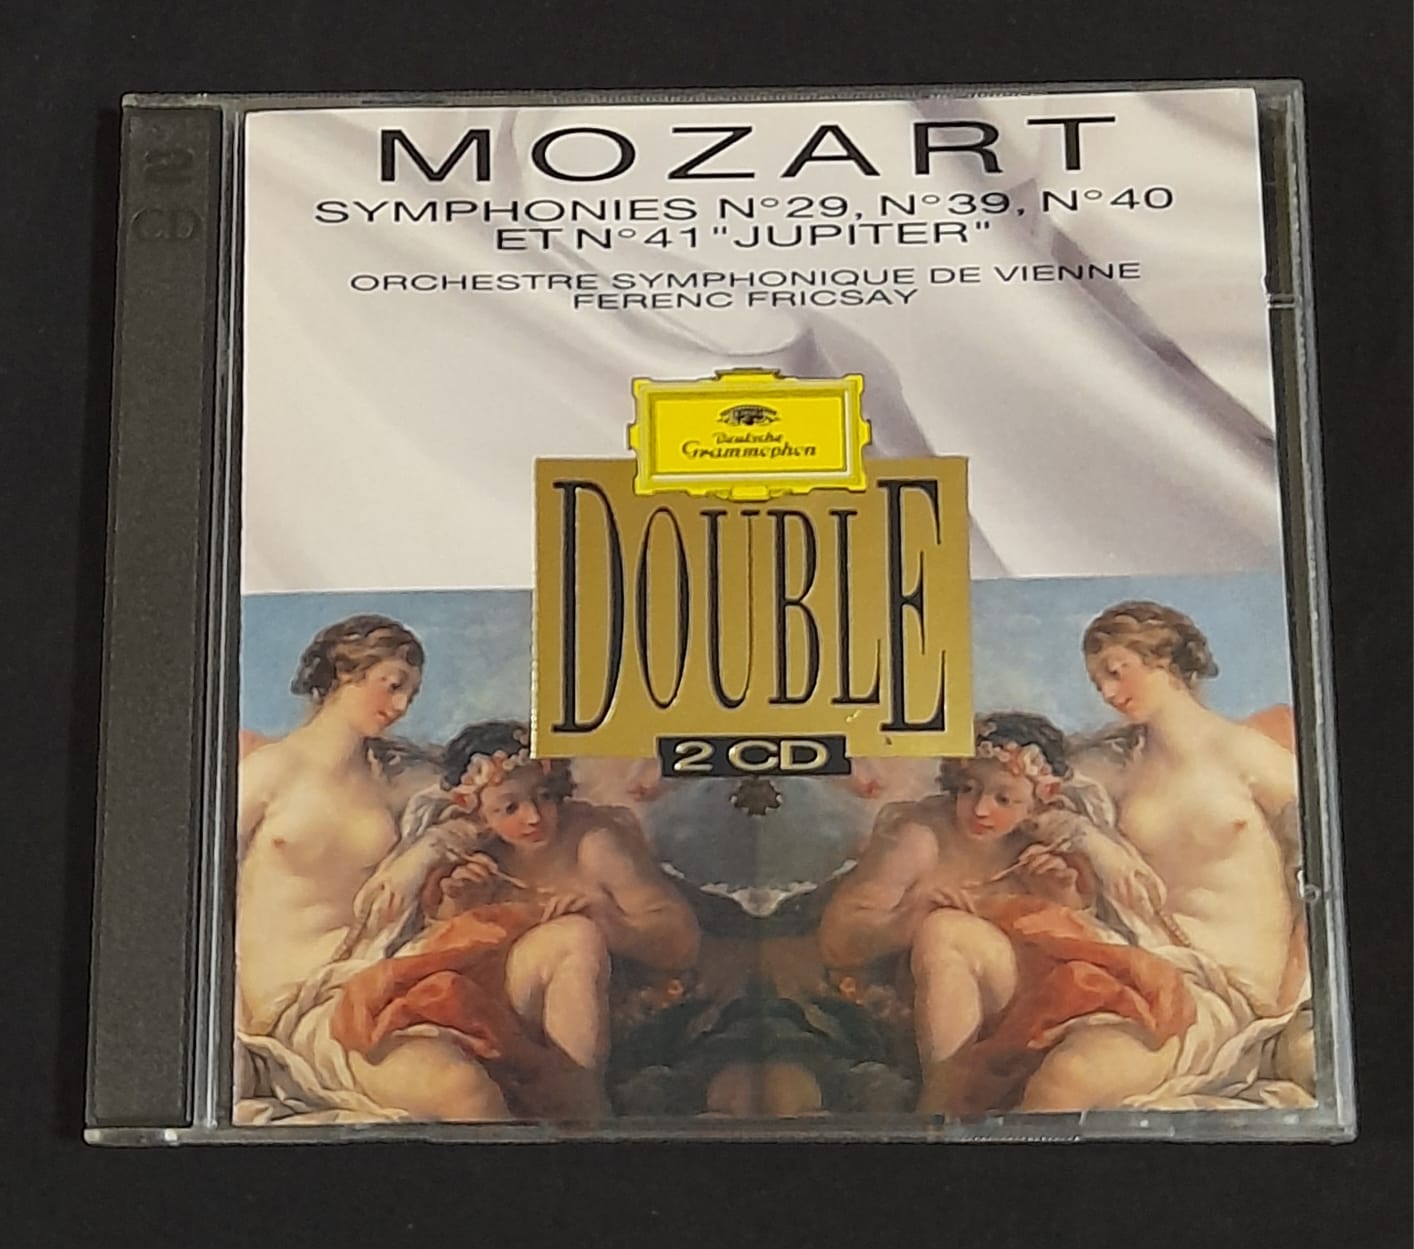 MOZART
SYMPHONIES N°29, N°39, N°40
ET N°41 "JUPITER"
ORCHESTRE SYMPHONIQUE DE VIENNE
FERENC FRICSAY
Deutsche
Grammophon
DOUBLE
2 CD
2
CD